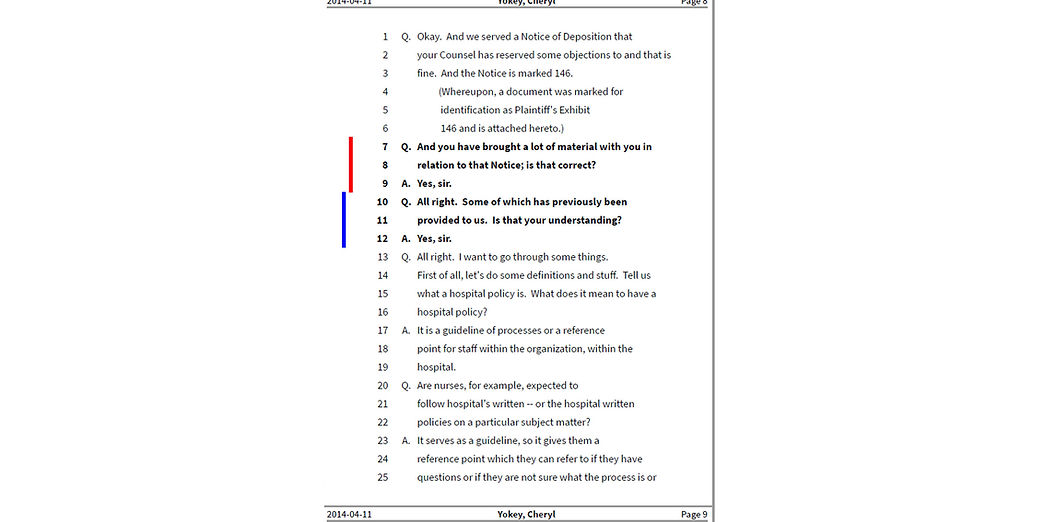 2014-04-11 Yokey, Cheryl Page 8
1 Q. Okay. And we served a Notice of Deposition that
2 your Counsel has reserved some objections to and that is
3 fine. And the Notice is marked 146.
4 (Whereupon, a document was marked for
5 identification as Plaintiff's Exhibit
6 146 and is attached hereto.)
7 Q. And you have brought a lot of material with you in
8 relation to that Notice; is that correct?
9 A. Yes, sir.
10 Q. All right. Some of which has previously been
11 provided to us. Is that your understanding?
12 A. Yes, sir.
13 Q. All right. I want to go through some things.
14 First of all, let's do some definitions and stuff. Tell us
15 what a hospital policy is. What does it mean to have a
16 hospital policy?
17 A. It is a guideline of processes or a reference
18 point for staff within the organization, within the
19 hospital.
20 Q. Are nurses, for example, expected to
21 follow hospital's written -- or the hospital written
22 policies on a particular subject matter?
23 A. It serves as a guideline, so it gives them a
24 reference point which they can refer to if they have
25 questions or if they are not sure what the process is or
2014-04-11 Yokey, Cheryl Page 9